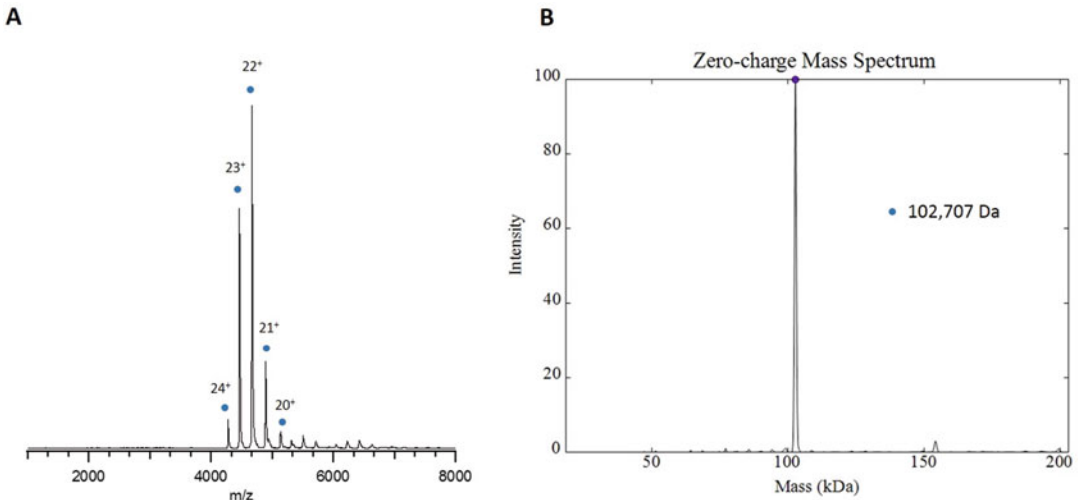 A
22⁺
23⁺
21⁺
24⁺
20⁺
2000 4000 6000 8000
m/z
B
Zero-charge Mass Spectrum
100
80
60
40
20
0
Intensity
102,707 Da
50 100 150 200
Mass (kDa)